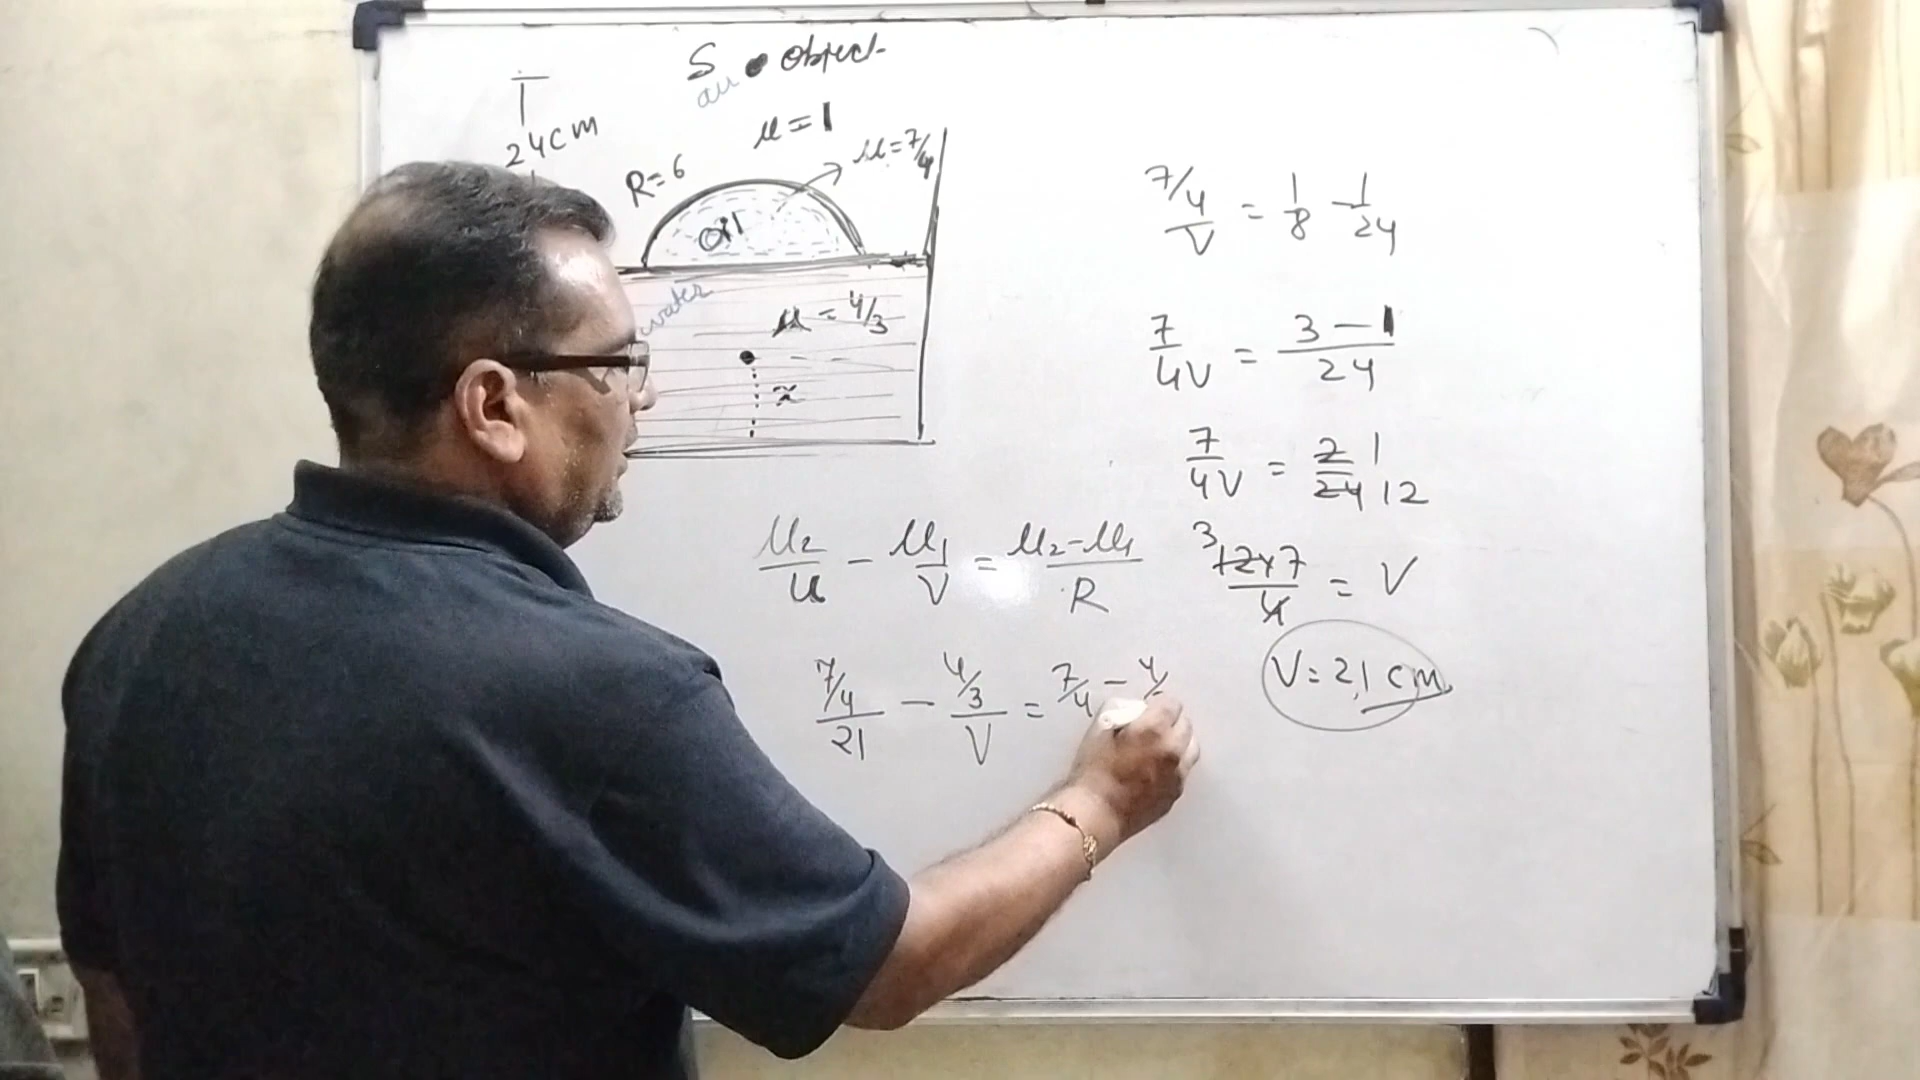 S • object
air
24cm
μ = 1
R = 6
μ = 7/4
oil
water
μ = 4/3
x
(7/4)/V = 1/8 - 1/24
7/4V = (3 - 1)/24
7/4V = 2/24 1/12
3 12x7/4 = V
V = 21 cm
μ2/u - μ1/V = (μ2 - μ1)/R
(7/4)/21 - (4/3)/V = 7/4 - 4/